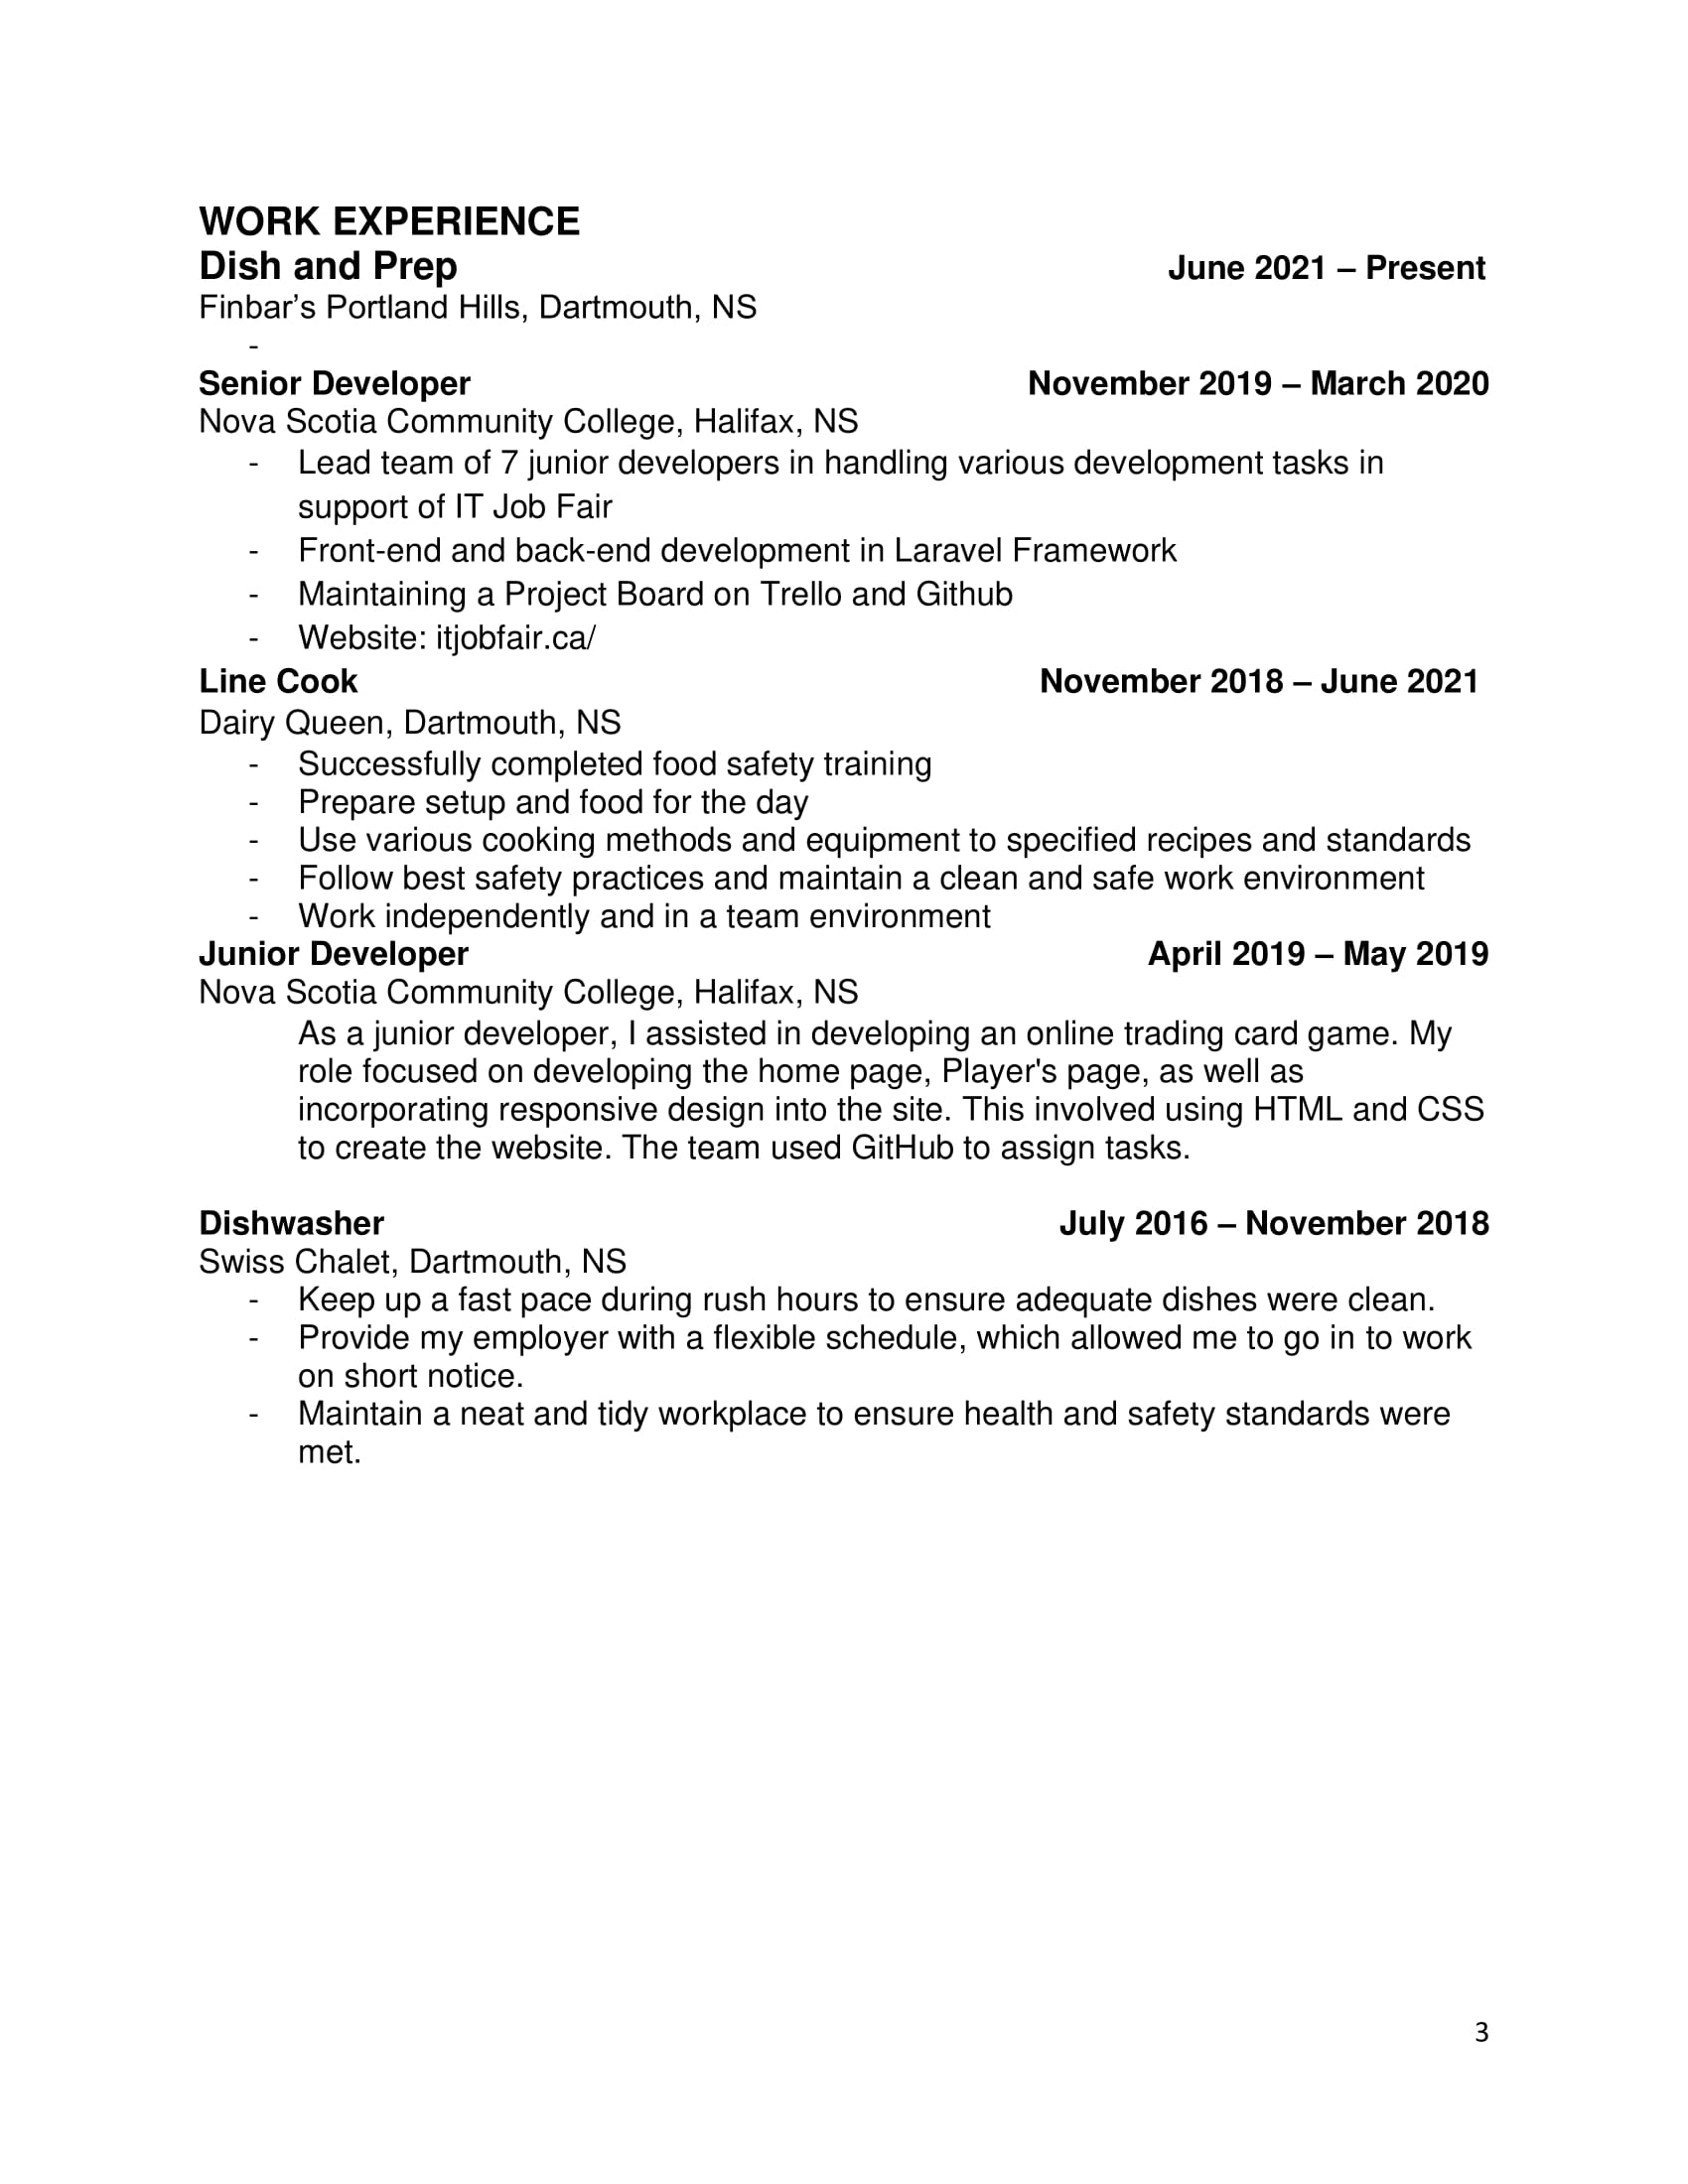 WORK EXPERIENCE
Dish and Prep June 2021 – Present
Finbar’s Portland Hills, Dartmouth, NS
-
Senior Developer November 2019 – March 2020
Nova Scotia Community College, Halifax, NS
- Lead team of 7 junior developers in handling various development tasks in
support of IT Job Fair
- Front-end and back-end development in Laravel Framework
- Maintaining a Project Board on Trello and Github
- Website: itjobfair.ca/
Line Cook November 2018 – June 2021
Dairy Queen, Dartmouth, NS
- Successfully completed food safety training
- Prepare setup and food for the day
- Use various cooking methods and equipment to specified recipes and standards
- Follow best safety practices and maintain a clean and safe work environment
- Work independently and in a team environment
Junior Developer April 2019 – May 2019
Nova Scotia Community College, Halifax, NS
As a junior developer, I assisted in developing an online trading card game. My
role focused on developing the home page, Player's page, as well as
incorporating responsive design into the site. This involved using HTML and CSS
to create the website. The team used GitHub to assign tasks.
Dishwasher July 2016 – November 2018
Swiss Chalet, Dartmouth, NS
- Keep up a fast pace during rush hours to ensure adequate dishes were clean.
- Provide my employer with a flexible schedule, which allowed me to go in to work
on short notice.
- Maintain a neat and tidy workplace to ensure health and safety standards were
met.
3